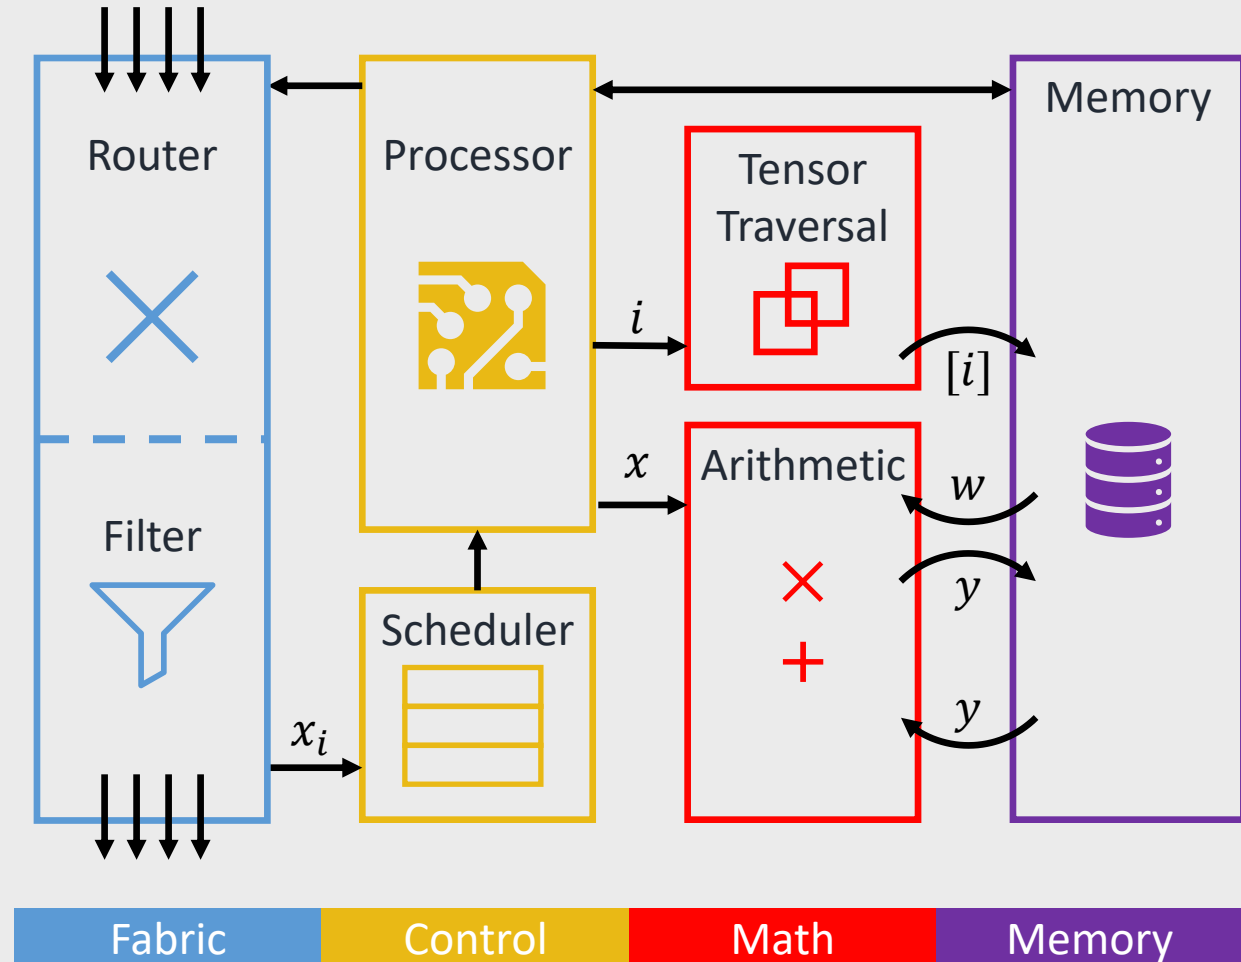 Router
Processor
Tensor
Traversal
Memory
i
[i]
x
Arithmetic
w
Filter
y
Scheduler
y
xᵢ
×
+
Fabric
Control
Math
Memory